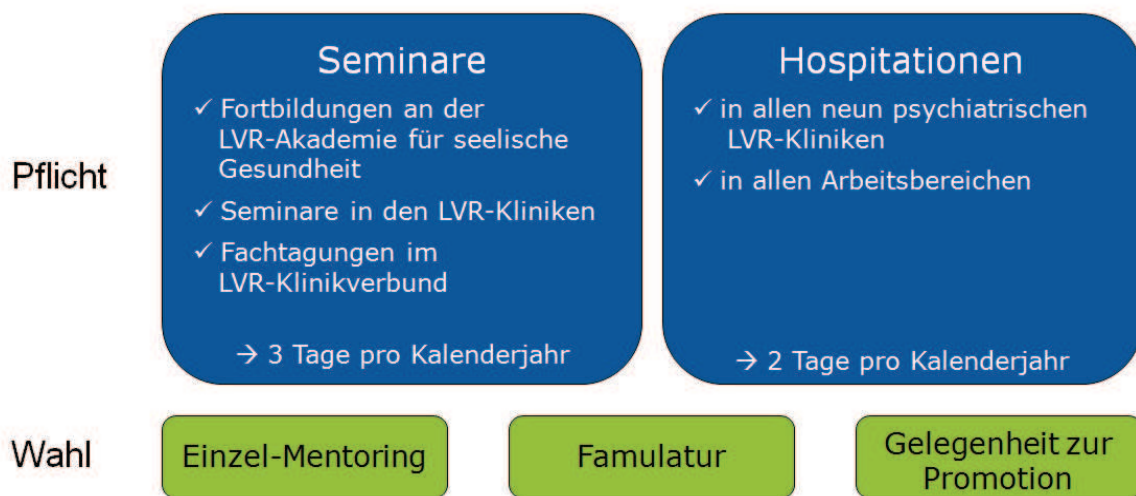 Pflicht
Seminare
✓ Fortbildungen an der
LVR-Akademie für seelische
Gesundheit
✓ Seminare in den LVR-Kliniken
✓ Fachtagungen im
LVR-Klinikverbund
→ 3 Tage pro Kalenderjahr
Hospitationen
✓ in allen neun psychiatrischen
LVR-Kliniken
✓ in allen Arbeitsbereichen
→ 2 Tage pro Kalenderjahr
Wahl
Einzel-Mentoring
Famulatur
Gelegenheit zur
Promotion